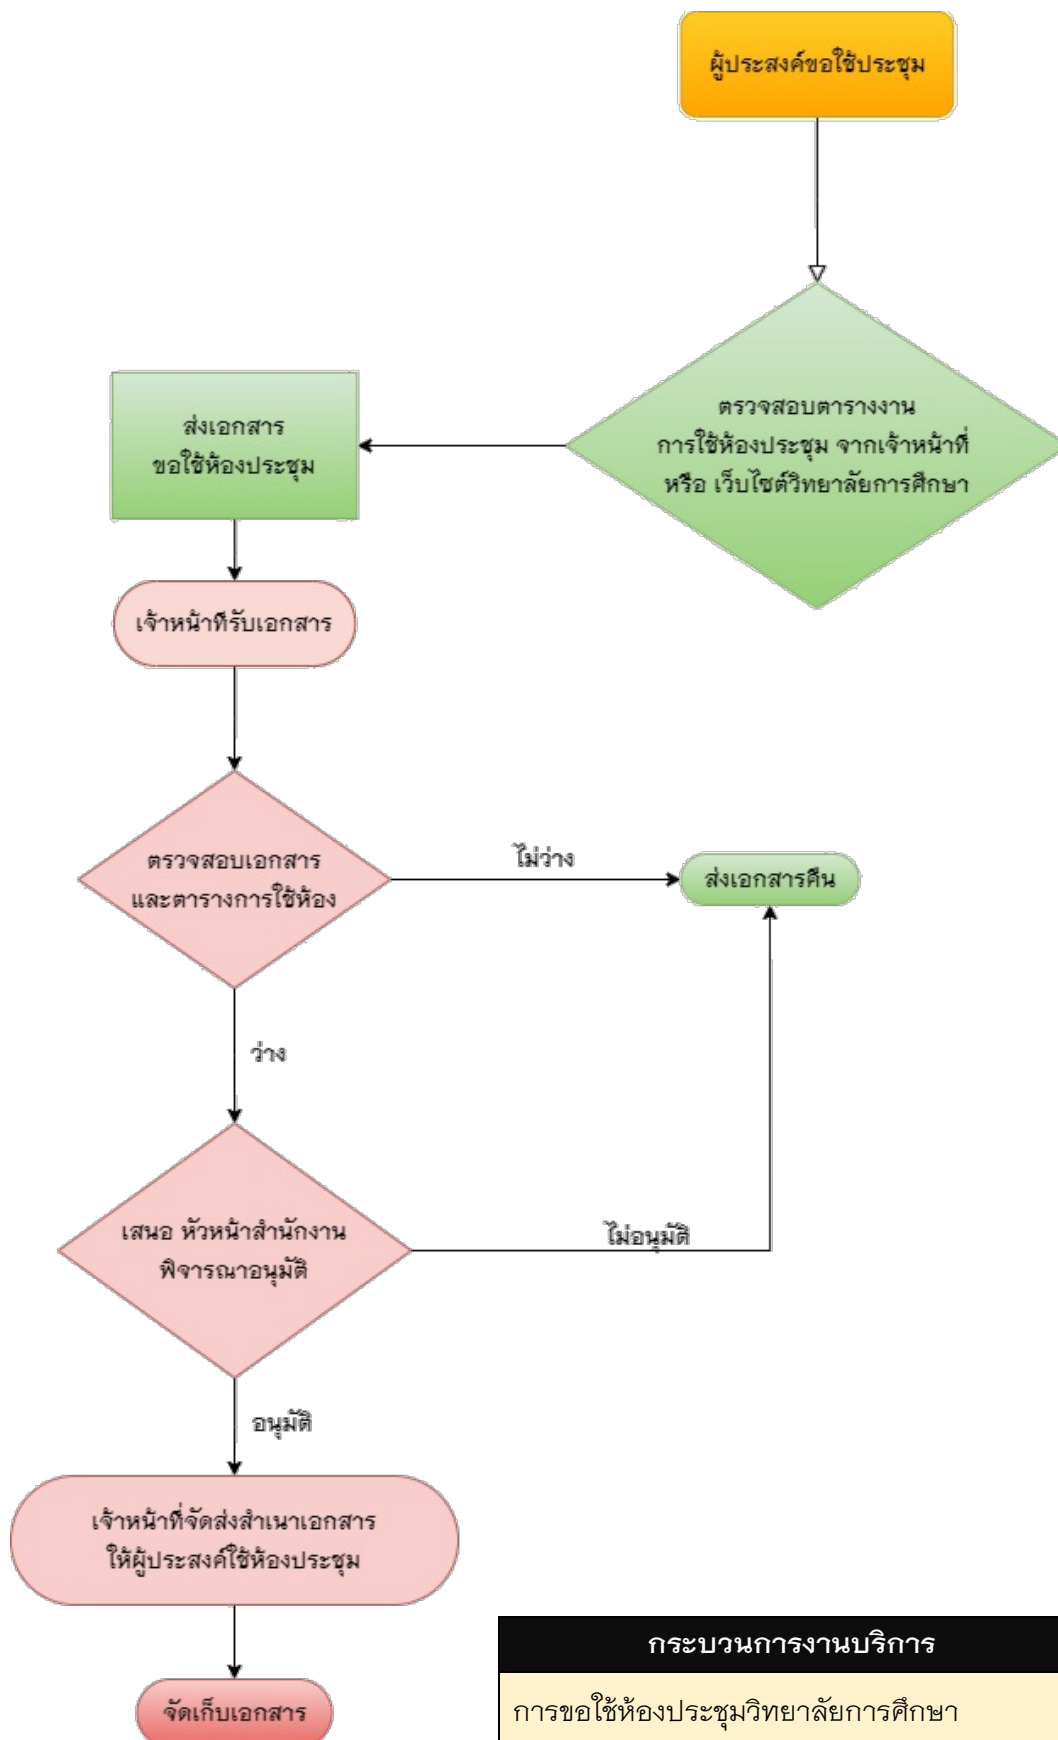 ผู้ประสงค์ขอใช้ประชุม
ตรวจสอบตารางงาน
การใช้ห้องประชุม จากเจ้าหน้าที่
หรือ เว็บไซต์วิทยาลัยการศึกษา
ส่งเอกสาร
ขอใช้ห้องประชุม
เจ้าหน้าที่รับเอกสาร
ตรวจสอบเอกสาร
และตารางการใช้ห้อง
ไม่ว่าง
ส่งเอกสารคืน
ว่าง
เสนอ หัวหน้าสำนักงาน
พิจารณาอนุมัติ
ไม่อนุมัติ
อนุมัติ
เจ้าหน้าที่จัดส่งสำเนาเอกสาร
ให้ผู้ประสงค์ใช้ห้องประชุม
จัดเก็บเอกสาร
กระบวนการงานบริการ
การขอใช้ห้องประชุมวิทยาลัยการศึกษา